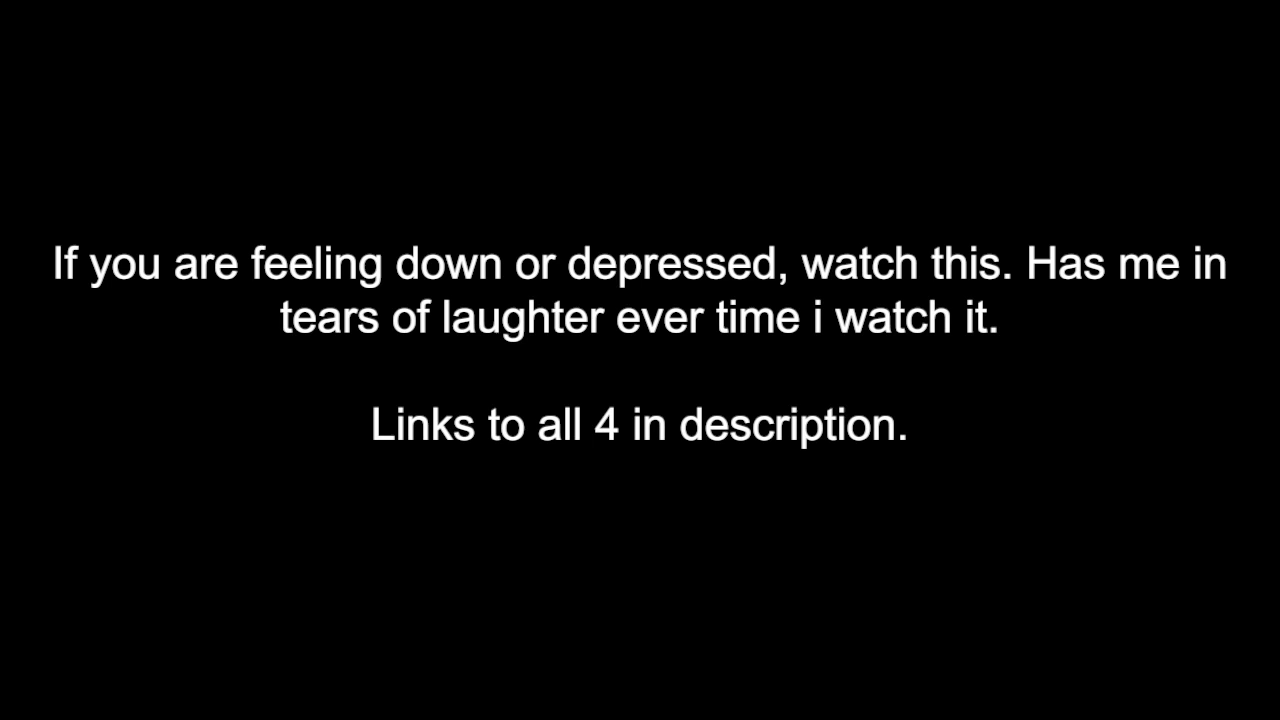 If you are feeling down or depressed, watch this. Has me in
tears of laughter ever time i watch it.
Links to all 4 in description.